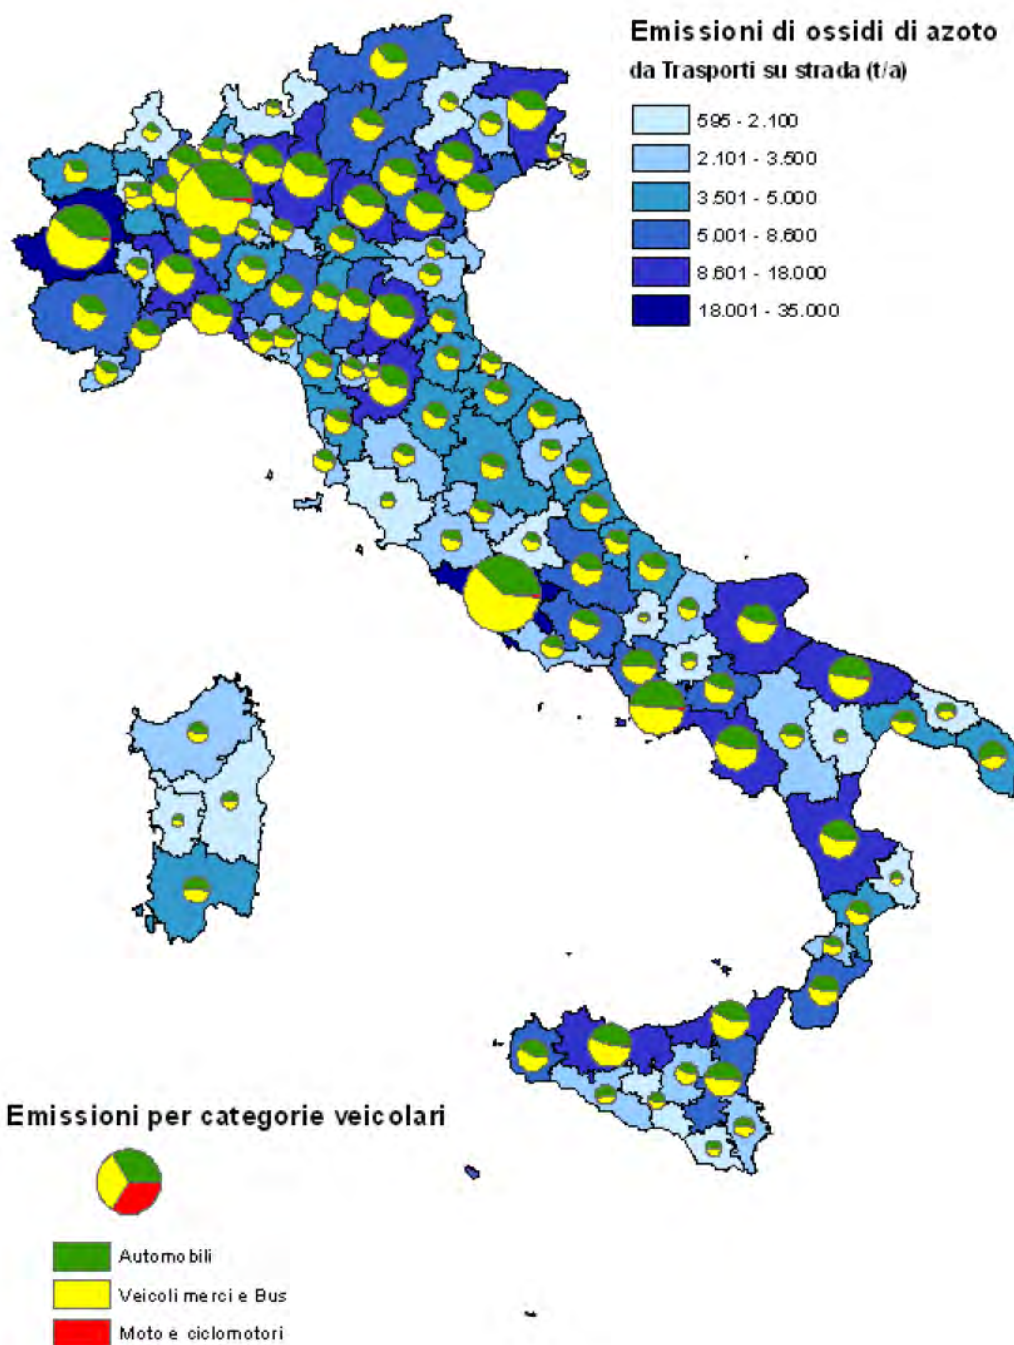 Emissioni di ossidi di azoto
da Trasporti su strada (t/a)
595 - 2.100
2.101 - 3.500
3.501 - 5.000
5.001 - 8.600
8.601 - 18.000
18.001 - 35.000
Emissioni per categorie veicolari
Automobili
Veicoli merci e Bus
Moto e ciclomotori